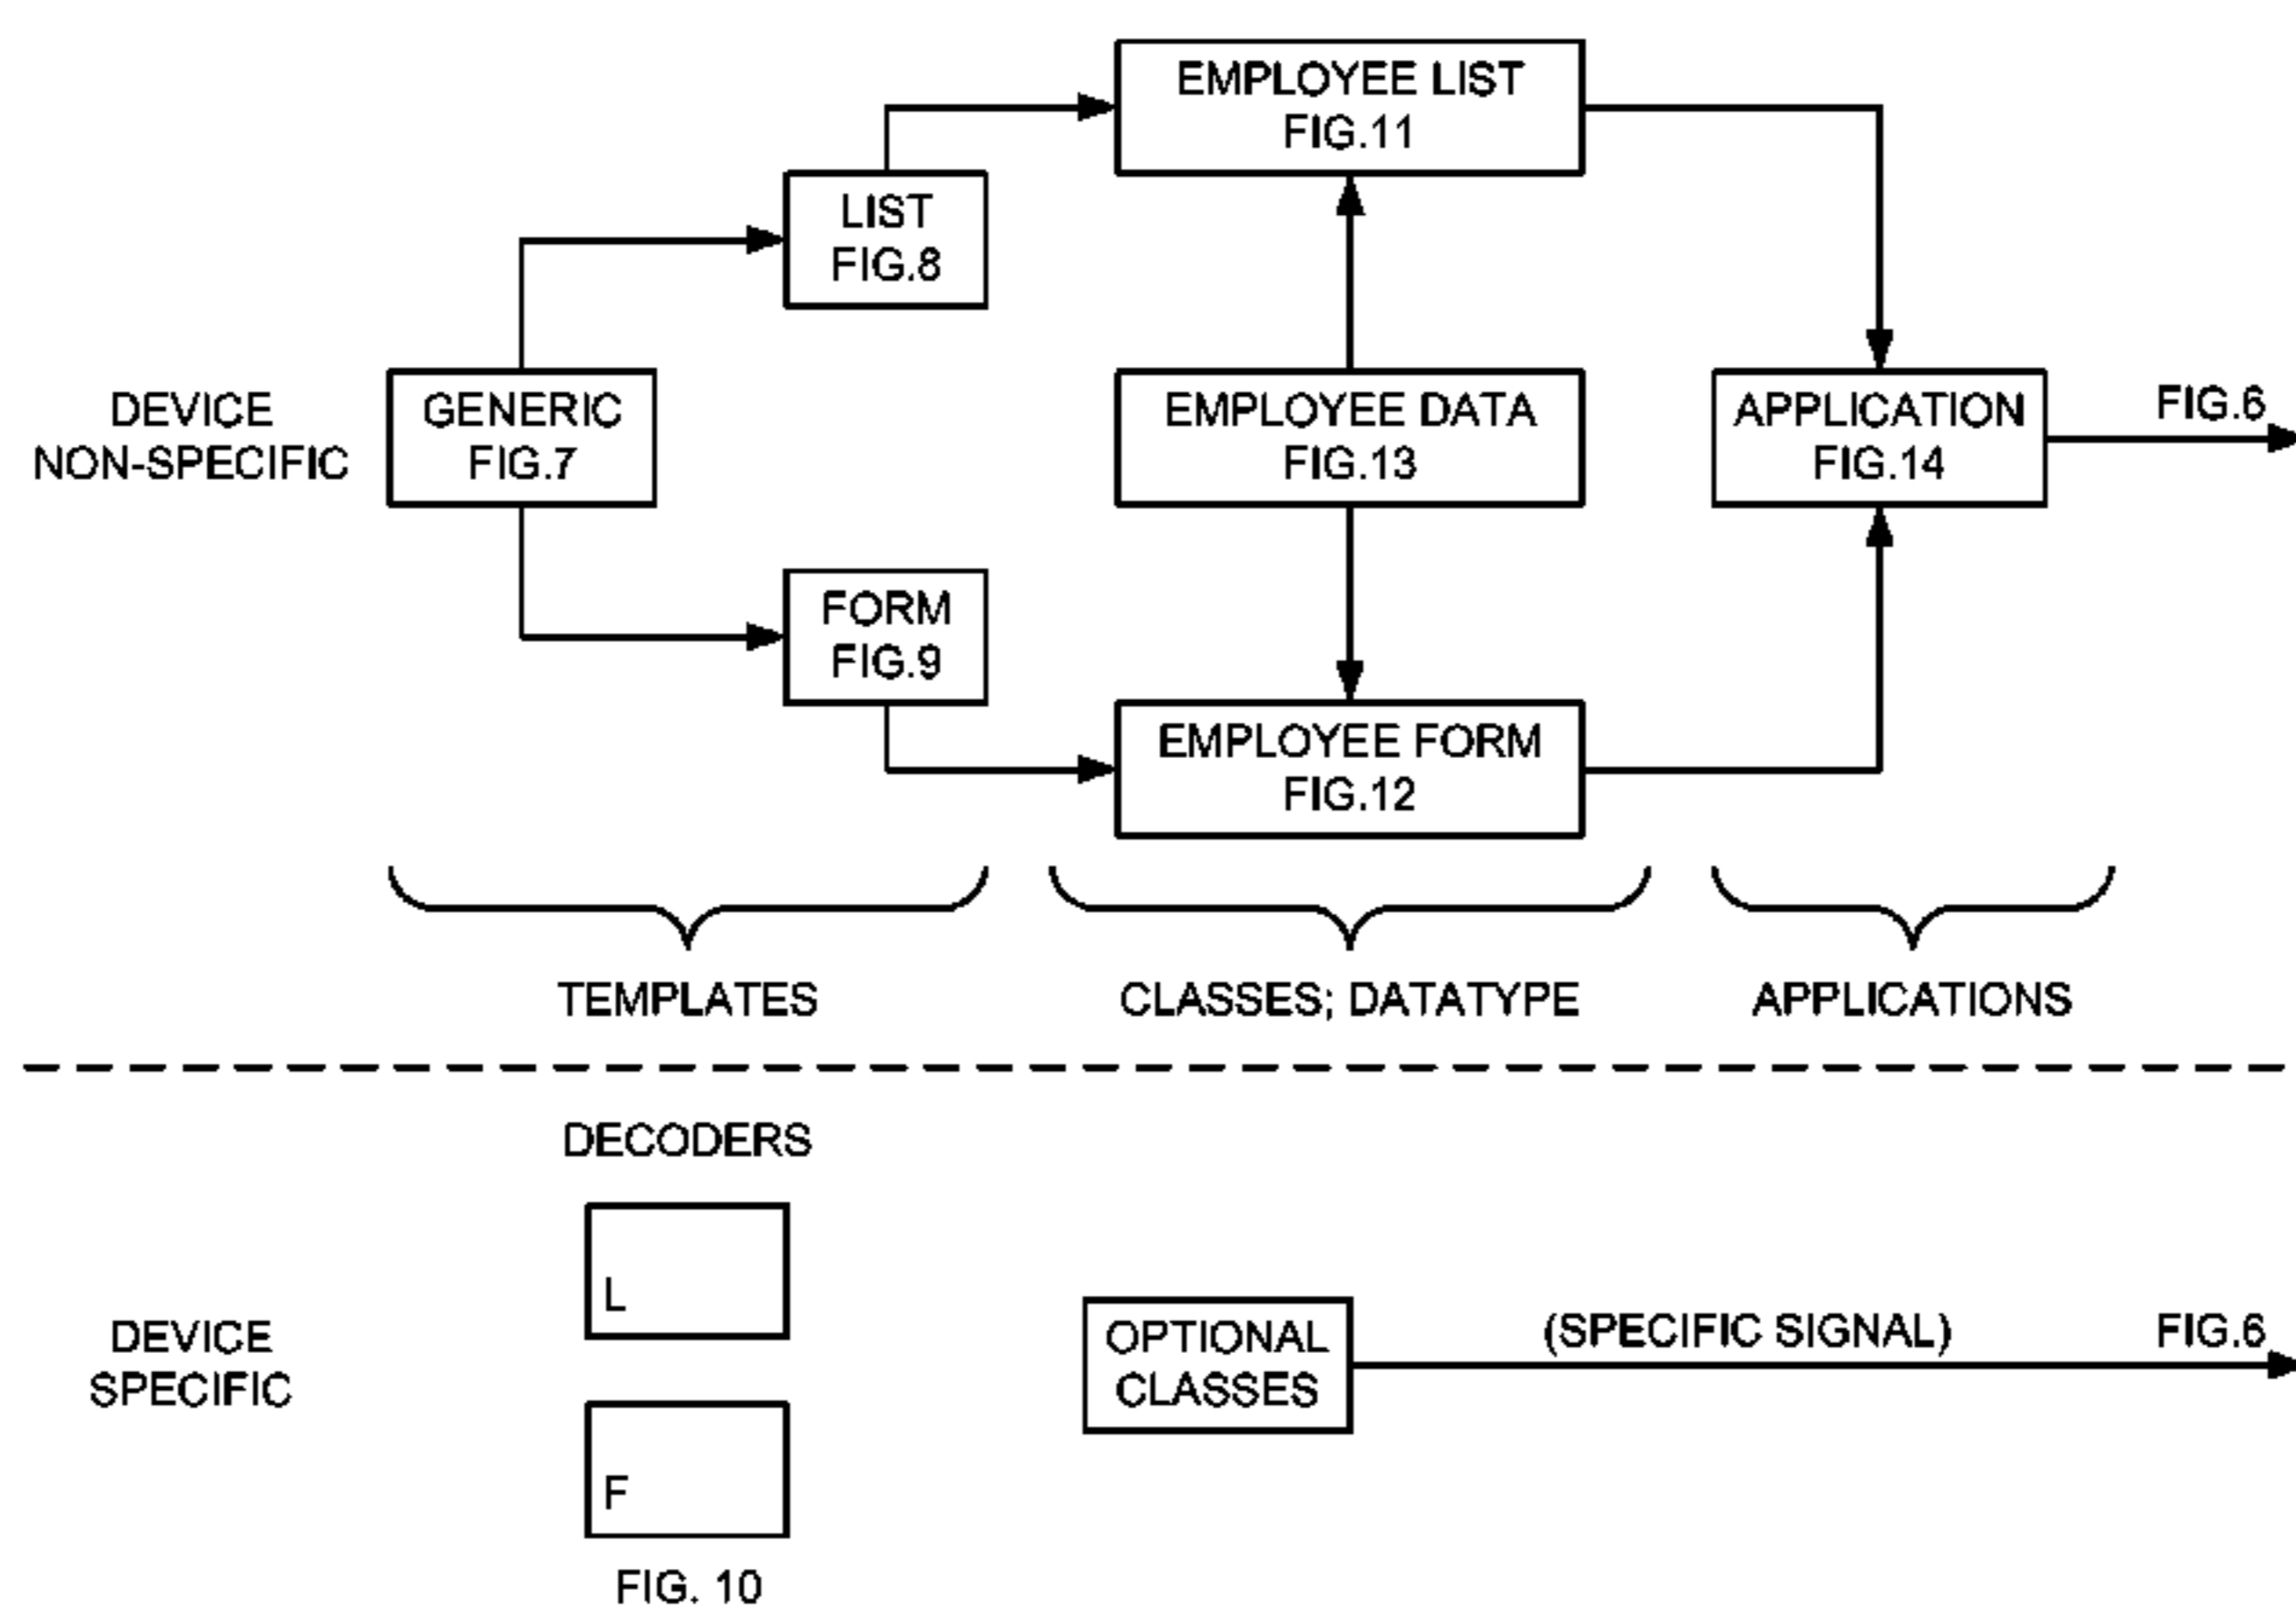 EMPLOYEE LIST
FIG.11
LIST
FIG.8
DEVICE
NON-SPECIFIC
GENERIC
FIG.7
EMPLOYEE DATA
FIG.13
APPLICATION
FIG.14
FIG.6
FORM
FIG.9
EMPLOYEE FORM
FIG.12
TEMPLATES
CLASSES; DATATYPE
APPLICATIONS
DECODERS
L
DEVICE
SPECIFIC
OPTIONAL
CLASSES
(SPECIFIC SIGNAL)
FIG.6
F
FIG. 10